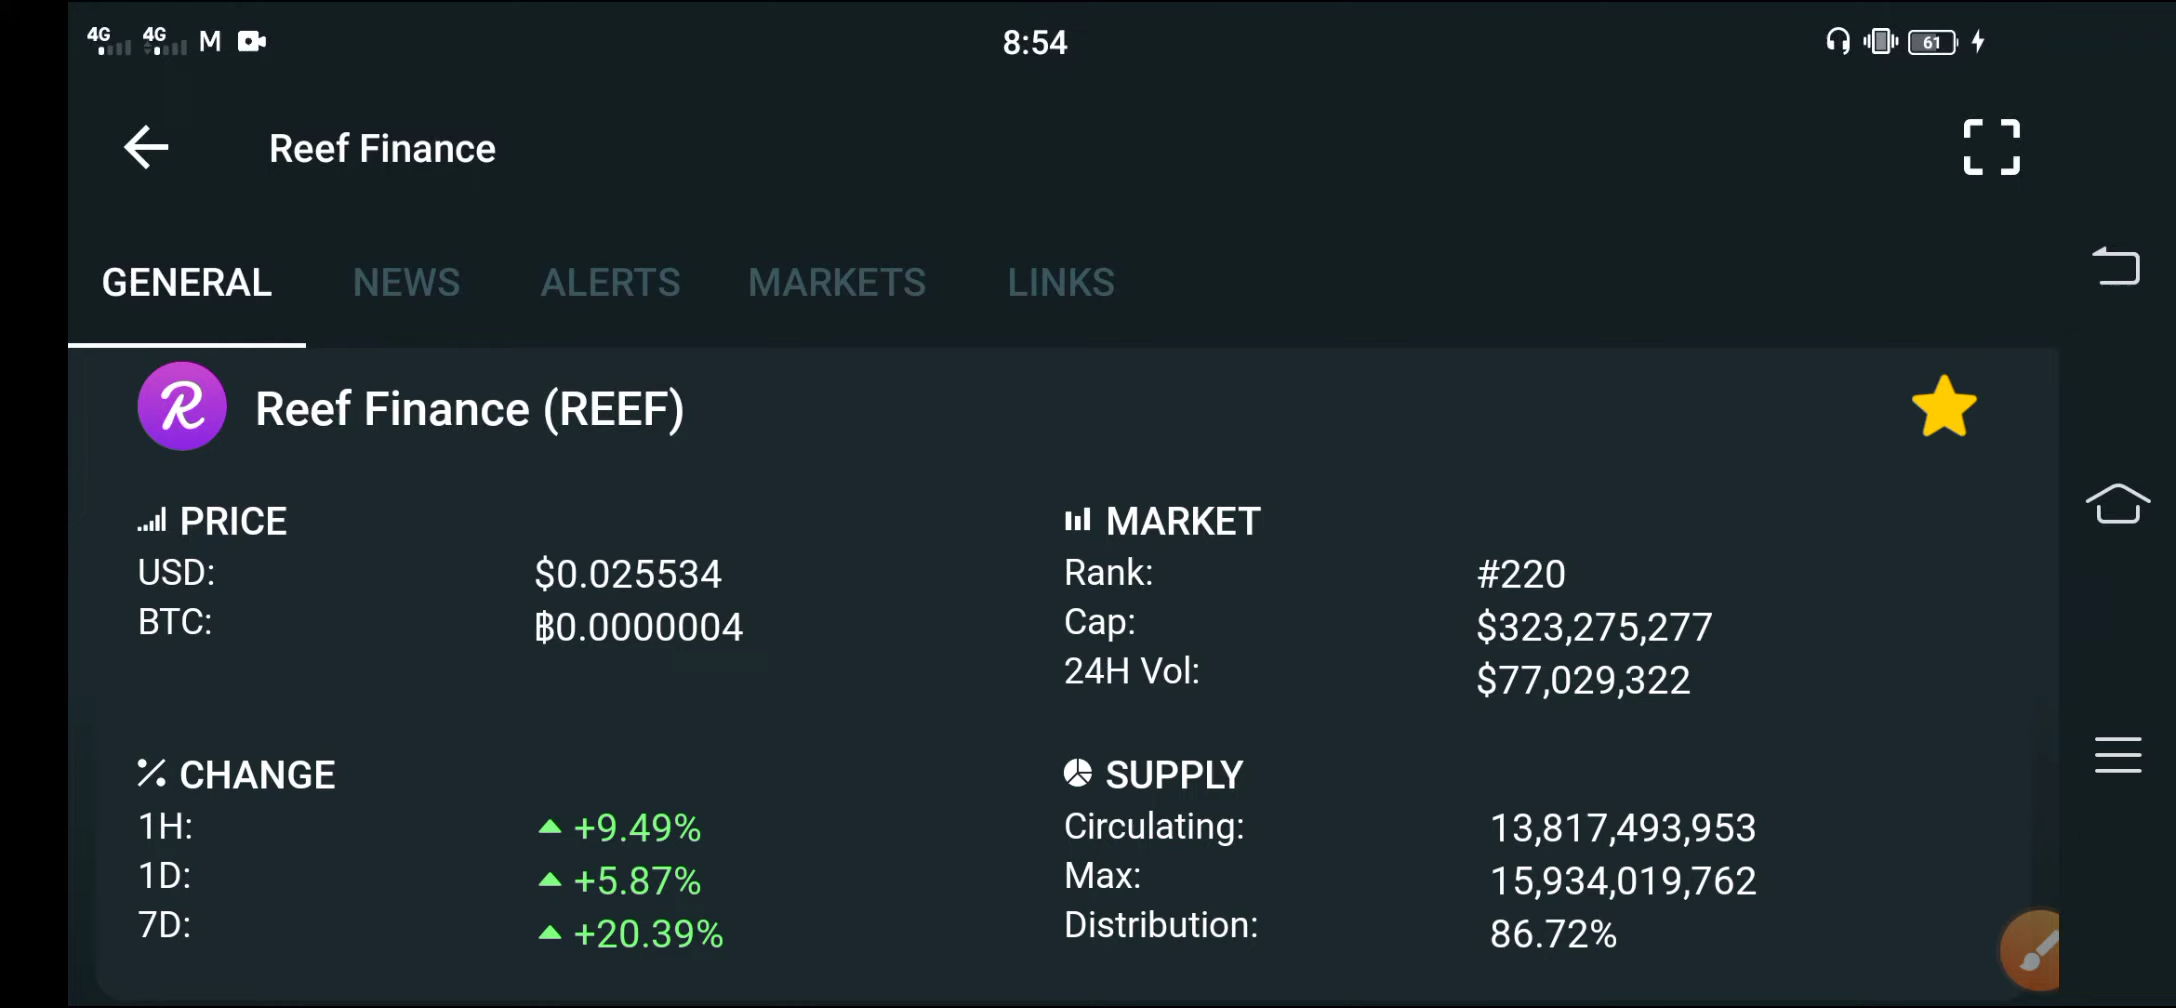 4G 4G M 8:54 61
Reef Finance
GENERAL NEWS ALERTS MARKETS LINKS
R Reef Finance (REEF)
PRICE
USD: $0.025534
BTC: ฿0.0000004
MARKET
Rank: #220
Cap: $323,275,277
24H Vol: $77,029,322
CHANGE
1H: +9.49%
1D: +5.87%
7D: +20.39%
SUPPLY
Circulating: 13,817,493,953
Max: 15,934,019,762
Distribution: 86.72%